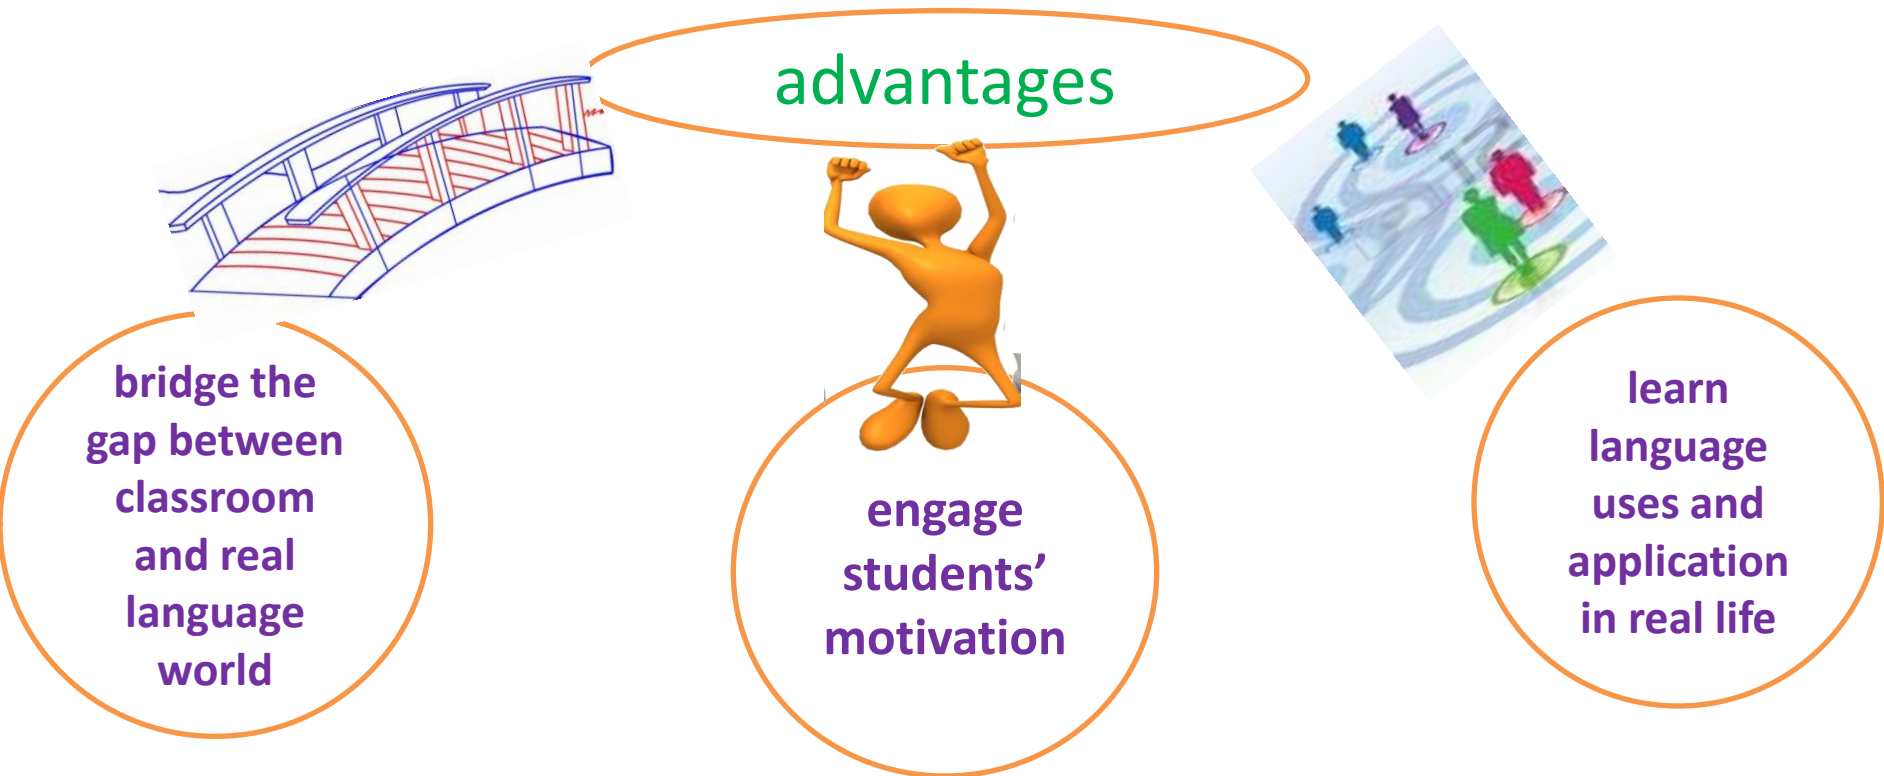 advantages
bridge the
gap between
classroom
and real
language
world
engage
students’
motivation
learn
language
uses and
application
in real life